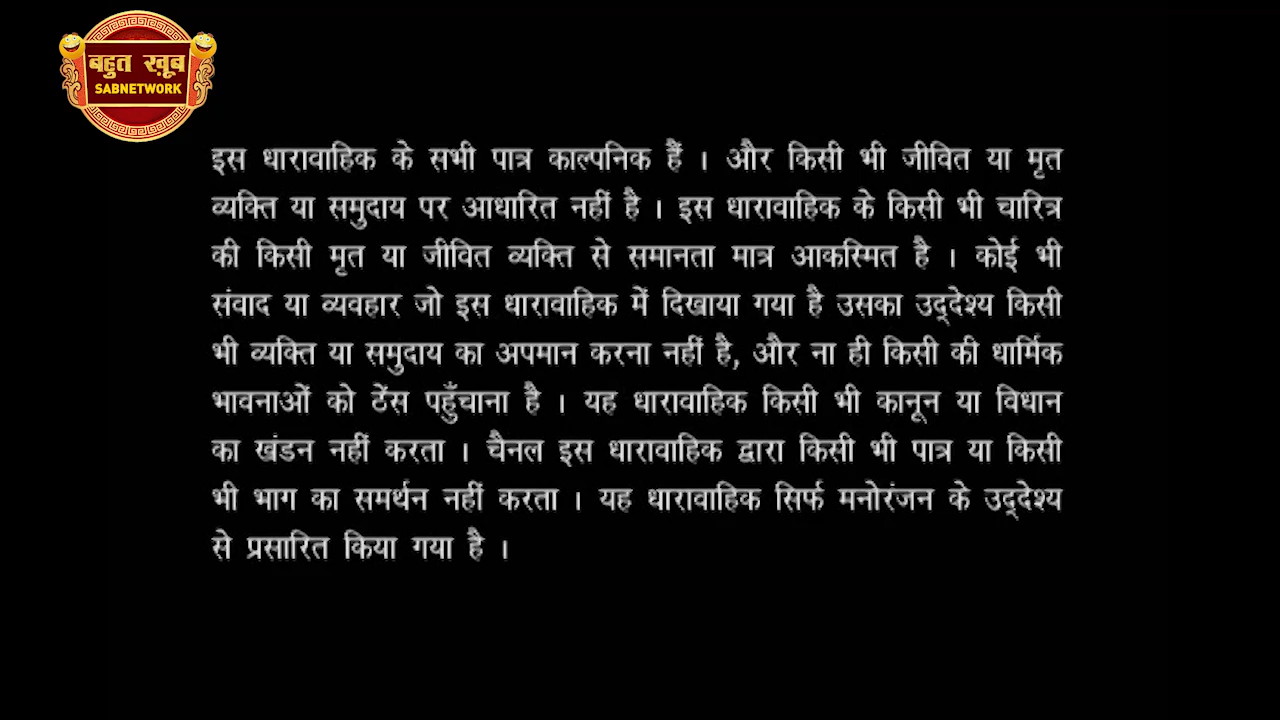 बहुत ख़ूब
SABNETWORK
इस धारावाहिक के सभी पात्र काल्पनिक हैं । और किसी भी जीवित या मृत
व्यक्ति या समुदाय पर आधारित नहीं है । इस धारावाहिक के किसी भी चारित्र
की किसी मृत या जीवित व्यक्ति से समानता मात्र आकस्मित है । कोई भी
संवाद या व्यवहार जो इस धारावाहिक में दिखाया गया है उसका उद्देश्य किसी
भी व्यक्ति या समुदाय का अपमान करना नहीं है, और ना ही किसी की धार्मिक
भावनाओं को टेंस पहुँचाना है । यह धारावाहिक किसी भी कानून या विधान
का खंडन नहीं करता । चैनल इस धारावाहिक द्वारा किसी भी पात्र या किसी
भी भाग का समर्थन नहीं करता । यह धारावाहिक सिर्फ मनोरंजन के उद्देश्य
से प्रसारित किया गया है ।